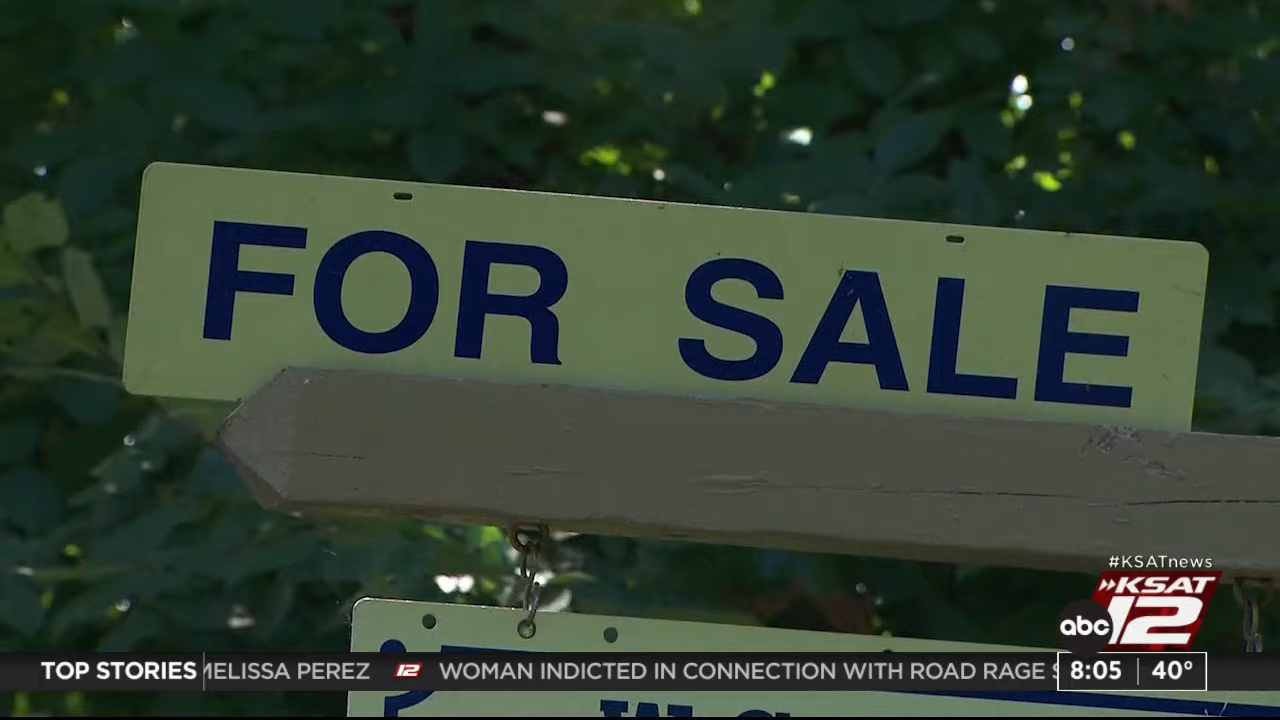 FOR SALE
#KSATnews
KSAT
abc 12
TOP STORIES MELISSA PEREZ 12 WOMAN INDICTED IN CONNECTION WITH ROAD RAGE 8:05 40°